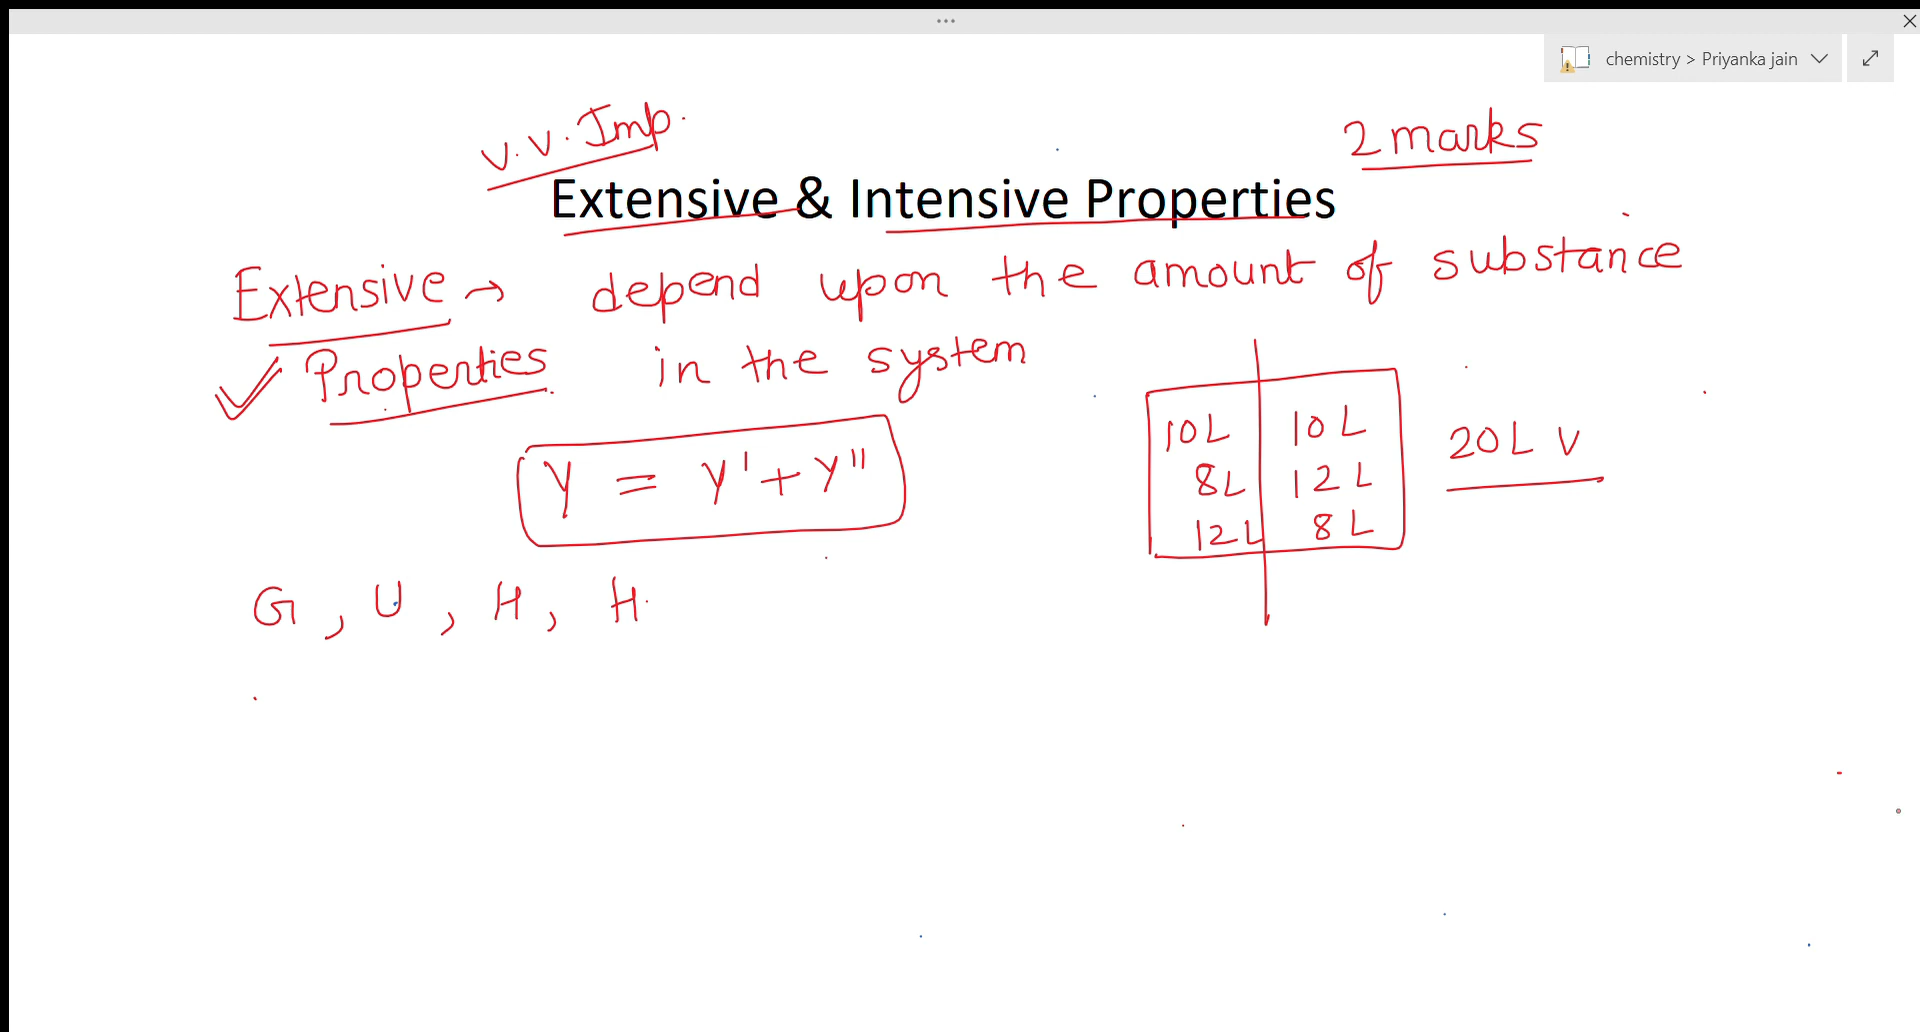 chemistry > Priyanka jain
v.v. Imp.
2 marks
Extensive & Intensive Properties
Extensive → depend upon the amount of substance
Properties in the system
Y = Y' + Y"
10L 10L
8L 12L
12L 8L
20L V
G, U, H, H